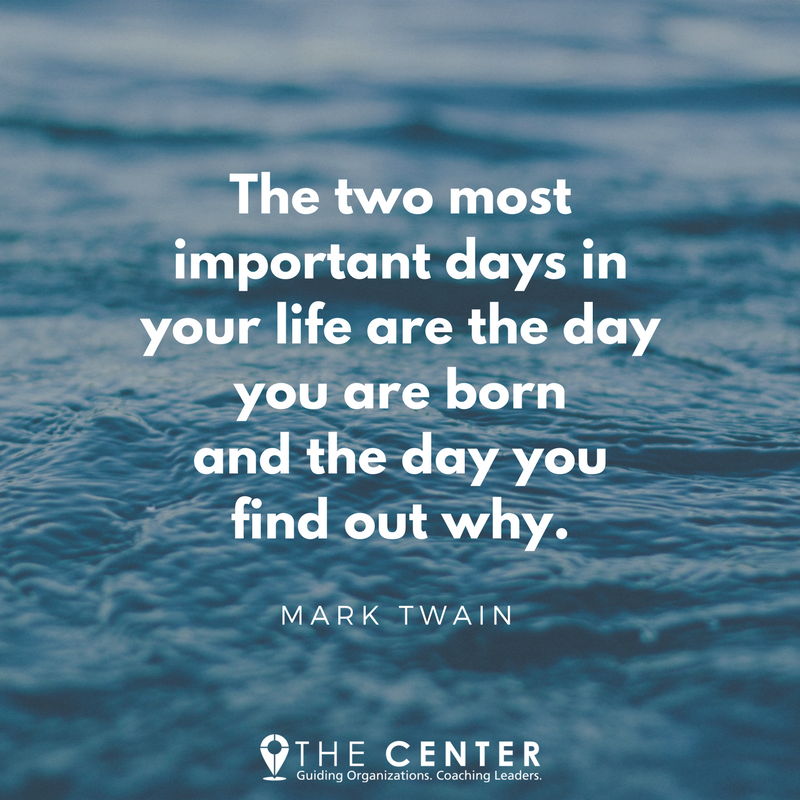 The two most
important days in
your life are the day
you are born
and the day you
find out why.
MARK TWAIN
THE CENTER
Guiding Organizations. Coaching Leaders.